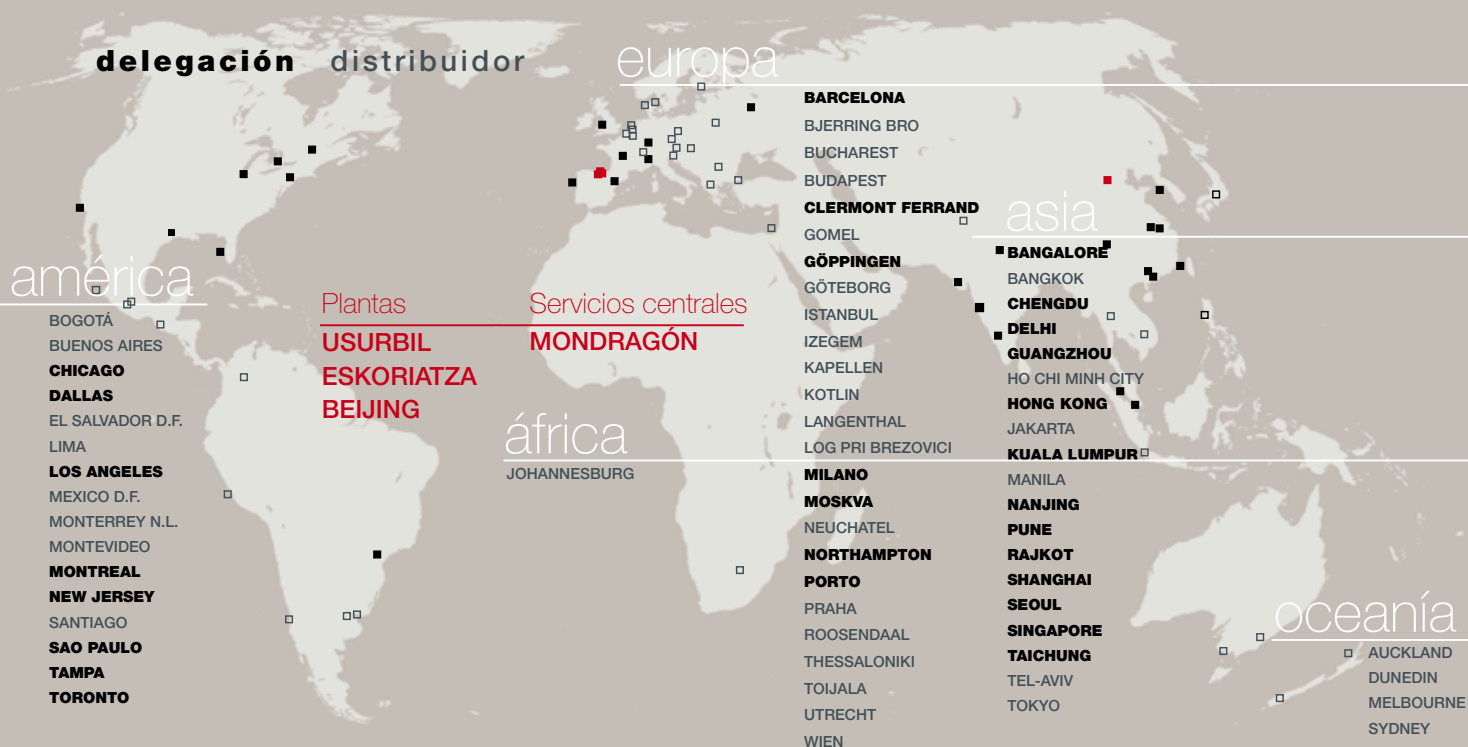 delegación distribuidor
europa
BARCELONA
BJERRING BRO
BUCHAREST
BUDAPEST
CLERMONT FERRAND
GOMEL
GÖPPINGEN
GÖTEBORG
ISTANBUL
IZEGEM
KAPELLEN
KOTLIN
LANGENTHAL
LOG PRI BREZOVICI
MILANO
MOSKVA
NEUCHATEL
NORTHAMPTON
PORTO
PRAHA
ROOSENDAAL
THESSALONIKI
TOIJALA
UTRECHT
WIEN
asia
BANGALORE
BANGKOK
CHENGDU
DELHI
GUANGZHOU
HO CHI MINH CITY
HONG KONG
JAKARTA
KUALA LUMPUR
MANILA
NANJING
PUNE
RAJKOT
SHANGHAI
SEOUL
SINGAPORE
TAICHUNG
TEL-AVIV
TOKYO
américa
BOGOTÁ
BUENOS AIRES
CHICAGO
DALLAS
EL SALVADOR D.F.
LIMA
LOS ANGELES
MEXICO D.F.
MONTERREY N.L.
MONTEVIDEO
MONTREAL
NEW JERSEY
SANTIAGO
SAO PAULO
TAMPA
TORONTO
Plantas
USURBIL
ESKORIATZA
BEIJING
Servicios centrales
MONDRAGÓN
áfrica
JOHANNESBURG
oceanía
AUCKLAND
DUNEDIN
MELBOURNE
SYDNEY